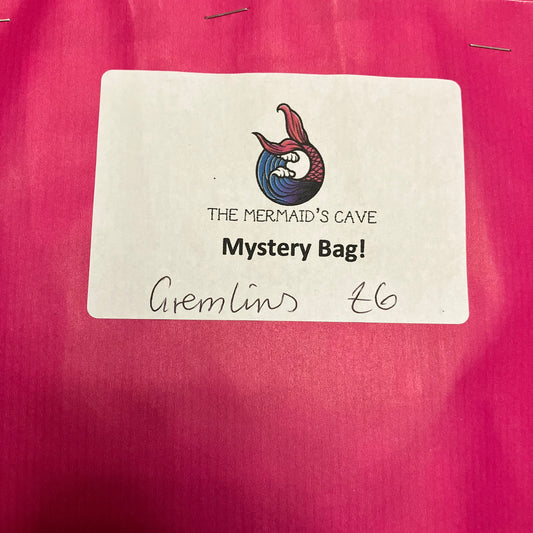 THE MERMAID'S CAVE
Mystery Bag!
Gremlins £6